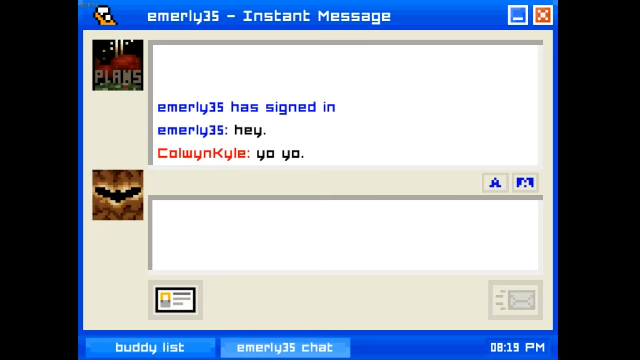 emerly35 - Instant Message
PLANS
emerly35 has signed in
emerly35: hey.
ColwynKyle: yo yo.
A
buddy list
emerly35 chat
08:19 PM